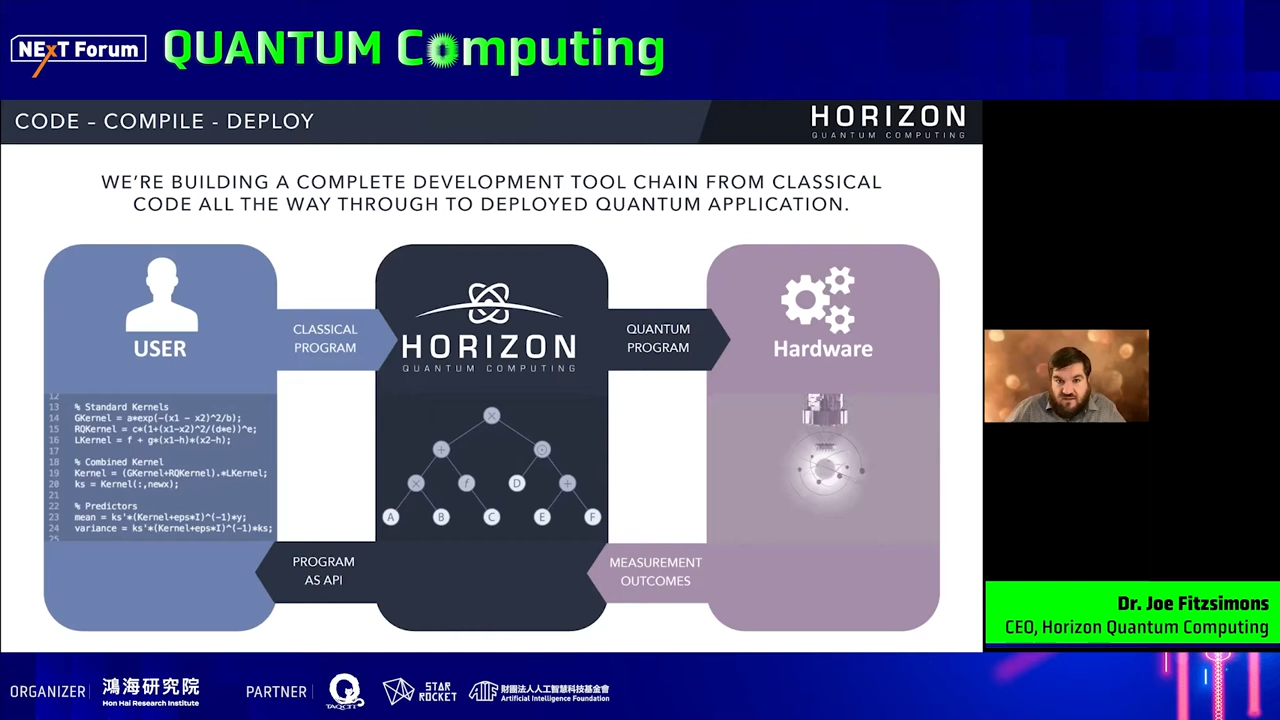 NExT Forum
QUANTUM Computing
CODE – COMPILE - DEPLOY
HORIZON
QUANTUM COMPUTING
WE'RE BUILDING A COMPLETE DEVELOPMENT TOOL CHAIN FROM CLASSICAL
CODE ALL THE WAY THROUGH TO DEPLOYED QUANTUM APPLICATION.
USER
CLASSICAL
PROGRAM
HORIZON
QUANTUM COMPUTING
QUANTUM
PROGRAM
Hardware
12
13 % Standard Kernels
14 GKernel = a*exp(-(x1 - x2)^2/b);
15 RQKernel = c*(1+(x1-x2)^2/(d*e))^e;
16 LKernel = f + g*(x1-h)*(x2-h);
17
18 % Combined Kernel
19 Kernel = (GKernel+RQKernel).*LKernel;
20 ks = Kernel(:,newx);
21
22 % Predictors
23 mean = ks'*(Kernel+eps*I)^(-1)*y;
24 variance = ks'*(Kernel+eps*I)^(-1)*ks;
25
×
+
⊙
× f D +
A B C E F
PROGRAM
AS API
MEASUREMENT
OUTCOMES
Dr. Joe Fitzsimons
CEO, Horizon Quantum Computing
ORGANIZER
鴻海研究院
Hon Hai Research Institute
PARTNER
TAQCIT
STAR
ROCKET
AIF
財團法人人工智慧科技基金會
Artificial Intelligence Foundation